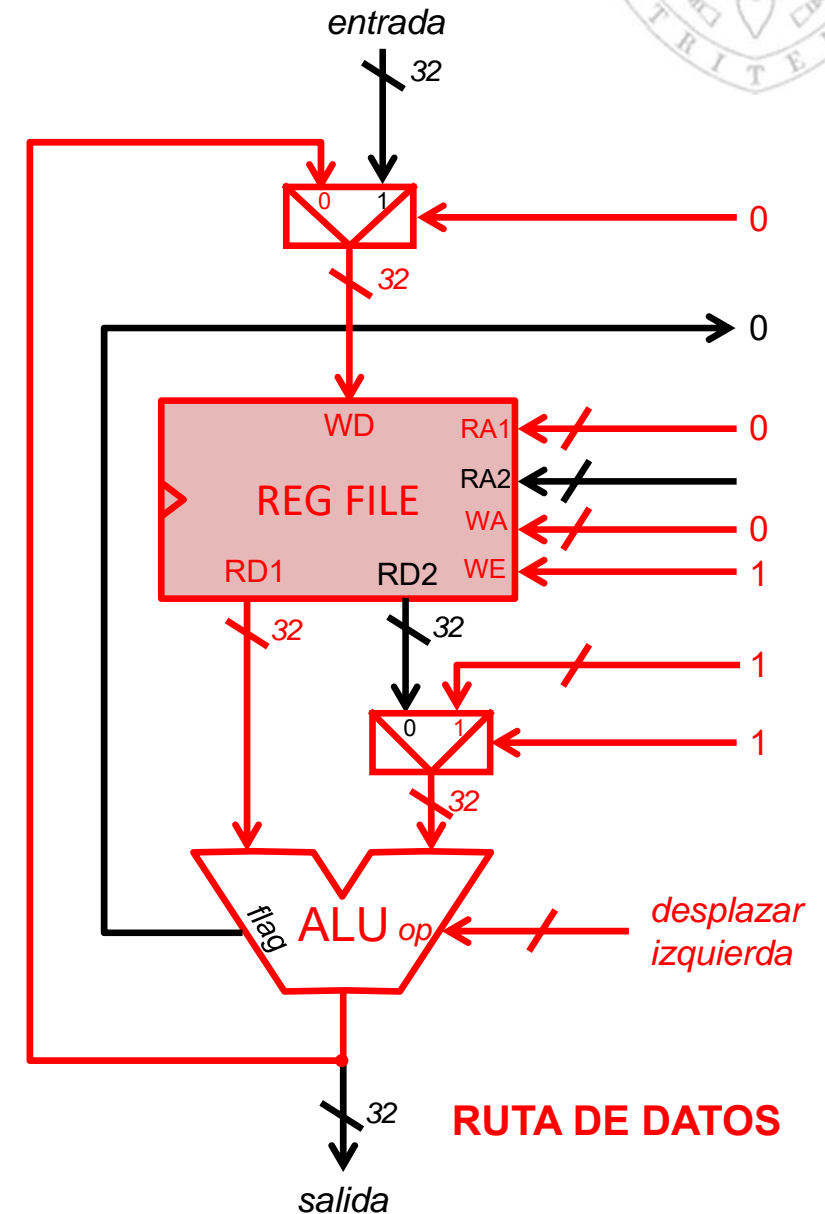 entrada
32
0 1
0
32
0
WD
RA1
0
RA2
REG FILE
WA
0
RD1
RD2
WE
1
32
32
1
0 1
1
32
flag
ALU
op
desplazar
izquierda
32
RUTA DE DATOS
salida
T R I T E